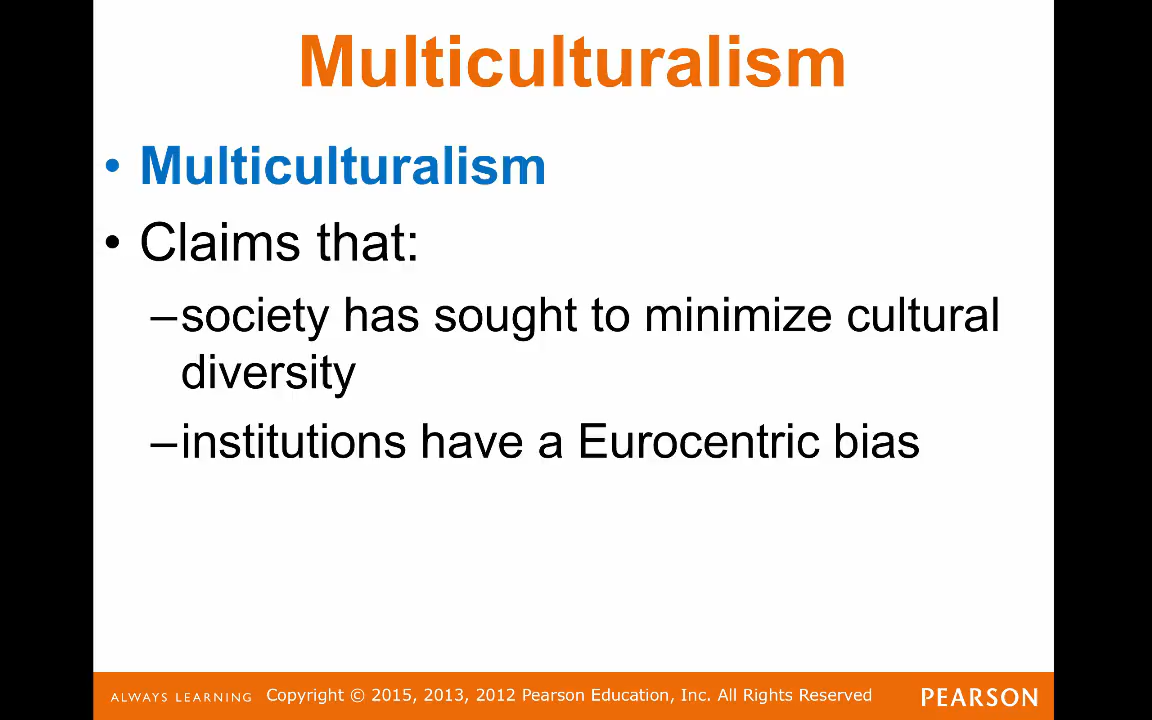 Multiculturalism
• Multiculturalism
• Claims that:
–society has sought to minimize cultural
diversity
–institutions have a Eurocentric bias
ALWAYS LEARNING Copyright © 2015, 2013, 2012 Pearson Education, Inc. All Rights Reserved PEARSON